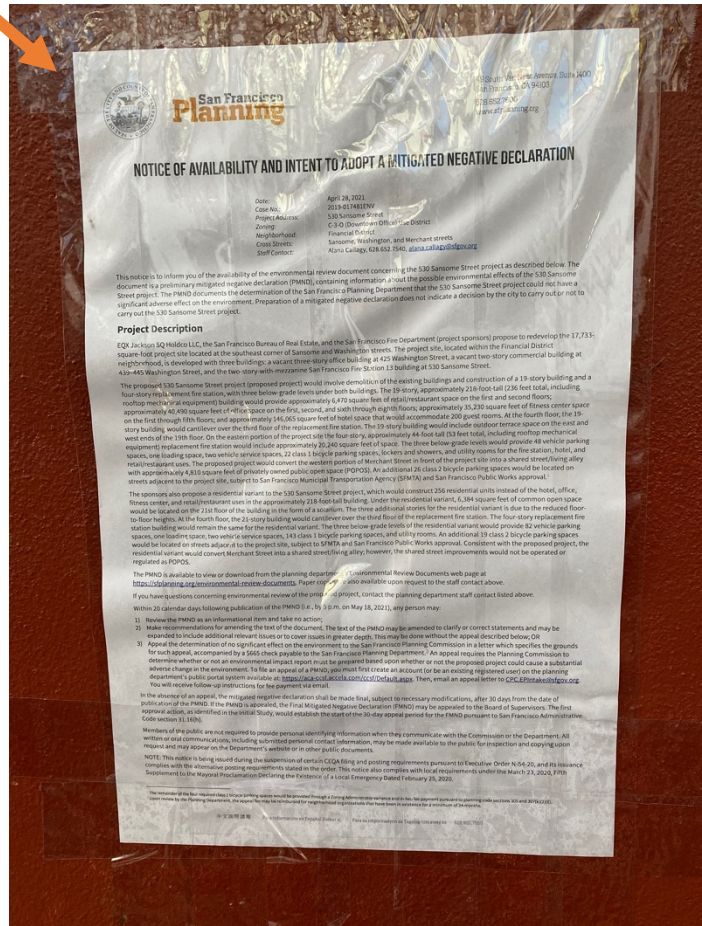 San Francisco
Planning
49 South Van Ness Avenue, Suite 1400
San Francisco, CA 94103
628.652.7600
www.sfplanning.org
NOTICE OF AVAILABILITY AND INTENT TO ADOPT A MITIGATED NEGATIVE DECLARATION
Date: April 28, 2021
Case No.: 2019-017481ENV
Project Address: 530 Sansome Street
Zoning: C-3-O (Downtown Office) Use District
Neighborhood: Financial District
Cross Streets: Sansome, Washington, and Merchant streets
Staff Contact: Alana Callagy, 628.652.7540, alana.callagy@sfgov.org
This notice is to inform you of the availability of the environmental review document concerning the 530 Sansome Street project as described below. The
document is a preliminary mitigated negative declaration (PMND), containing information about the possible environmental effects of the 530 Sansome
Street project. The PMND documents the determination of the San Francisco Planning Department that the 530 Sansome Street project could not have a
significant adverse effect on the environment. Preparation of a mitigated negative declaration does not indicate a decision by the city to carry out or not to
carry out the 530 Sansome Street project.
Project Description
EQX Jackson SQ Holdco LLC, the San Francisco Bureau of Real Estate, and the San Francisco Fire Department (project sponsors) propose to redevelop the 17,733-
square-foot project site located at the southeast corner of Sansome and Washington streets. The project site, located within the Financial District
neighborhood, is developed with three buildings: a vacant three-story office building at 425 Washington Street, a vacant two-story commercial building at
439-445 Washington Street, and the two-story-with-mezzanine San Francisco Fire Station 13 building at 530 Sansome Street.
The proposed 530 Sansome Street project (proposed project) would involve demolition of the existing buildings and construction of a 19-story building and a
four-story replacement fire station, with three below-grade levels under both buildings. The 19-story, approximately 218-foot-tall (236 feet total, including
rooftop mechanical equipment) building would provide approximately 6,470 square feet of retail/restaurant space on the first and second floors;
approximately 40,490 square feet of office space on the first, second, and sixth through eighth floors; approximately 35,230 square feet of fitness center space
on the first through fifth floors; and approximately 146,065 square feet of hotel space that would accommodate 200 guest rooms. At the fourth floor, the 19-
story building would cantilever over the third floor of the replacement fire station. The 19-story building would include outdoor terrace space on the east and
west ends of the 19th floor. On the eastern portion of the project site the four-story, approximately 44-foot-tall (53 feet total, including rooftop mechanical
equipment) replacement fire station would include approximately 20,240 square feet of space. The three below-grade levels would provide 48 vehicle parking
spaces, one loading space, two vehicle service spaces, 22 class 1 bicycle parking spaces, lockers and showers, and utility rooms for the fire station, hotel, and
retail/restaurant uses. The proposed project would convert the western portion of Merchant Street in front of the project site into a shared street/living alley
with approximately 4,810 square feet of privately owned public open space (POPOS). An additional 26 class 2 bicycle parking spaces would be located on
streets adjacent to the project site, subject to San Francisco Municipal Transportation Agency (SFMTA) and San Francisco Public Works approval.
The sponsors also propose a residential variant to the 530 Sansome Street project, which would construct 256 residential units instead of the hotel, office,
fitness center, and retail/restaurant uses in the approximately 218-foot-tall building. Under the residential variant, 6,384 square feet of common open space
would be located on the 21st floor of the building in the form of a solarium. The three additional stories for the residential variant is due to the reduced floor-
to-floor heights. At the fourth floor, the 21-story building would cantilever over the third floor of the replacement fire station. The four-story replacement fire
station building would remain the same for the residential variant. The three below-grade levels of the residential variant would provide 82 vehicle parking
spaces, one loading space, two vehicle service spaces, 143 class 1 bicycle parking spaces, and utility rooms. An additional 19 class 2 bicycle parking spaces
would be located on streets adjacent to the project site, subject to SFMTA and San Francisco Public Works approval. Consistent with the proposed project, the
residential variant would convert Merchant Street into a shared street/living alley; however, the shared street improvements would not be operated or
regulated as POPOS.
The PMND is available to view or download from the planning department's Environmental Review Documents web page at
https://sfplanning.org/environmental-review-documents. Paper copies are also available upon request to the staff contact above.
If you have questions concerning environmental review of the proposed project, contact the planning department staff contact listed above.
Within 20 calendar days following publication of the PMND (i.e., by 5 p.m. on May 18, 2021), any person may:
1) Review the PMND as an informational item and take no action;
2) Make recommendations for amending the text of the document. The text of the PMND may be amended to clarify or correct statements and may be
expanded to include additional relevant issues or to cover issues in greater depth. This may be done without the appeal described below; OR
3) Appeal the determination of no significant effect on the environment to the San Francisco Planning Commission in a letter which specifies the grounds
for such appeal, accompanied by a $665 check payable to the San Francisco Planning Department. An appeal requires the Planning Commission to
determine whether or not an environmental impact report must be prepared based upon whether or not the proposed project could cause a substantial
adverse change in the environment. To file an appeal of a PMND, you must first create an account (or be an existing registered user) on the planning
department's public portal system available at: https://aca-ccsf.accela.com/ccsf/Default.aspx. Then, email an appeal letter to CPC.EPIntake@sfgov.org.
You will receive follow-up instructions for fee payment via email.
In the absence of an appeal, the mitigated negative declaration shall be made final, subject to necessary modifications, after 30 days from the date of
publication of the PMND. If the PMND is appealed, the Final Mitigated Negative Declaration (FMND) may be appealed to the Board of Supervisors. The first
approval action, as identified in the Initial Study, would establish the start of the 30-day appeal period for the FMND pursuant to San Francisco Administrative
Code section 31.16(h).
Members of the public are not required to provide personal identifying information when they communicate with the Commission or the Department. All
written or oral communications, including submitted personal contact information, may be made available to the public for inspection and copying upon
request and may appear on the Department's website or in other public documents.
NOTE: This notice is being issued during the suspension of certain CEQA filing and posting requirements pursuant to Executive Order N-54-20, and its issuance
complies with the alternative posting requirements stated in the order. This notice also complies with local requirements under the March 23, 2020, Fifth
Supplement to the Mayoral Proclamation Declaring the Existence of a Local Emergency Dated February 25, 2020.
中文詢問請電